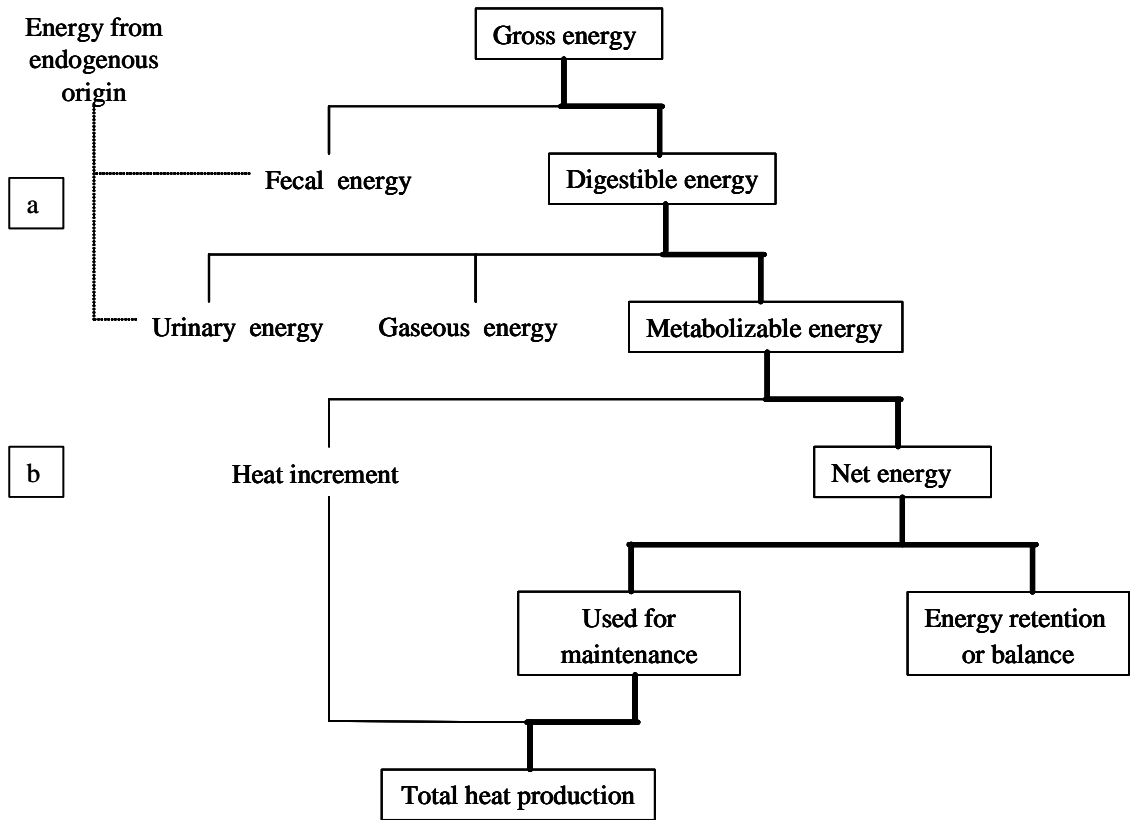 Energy from
endogenous
origin
Gross energy
a
Fecal energy
Digestible energy
Urinary energy
Gaseous energy
Metabolizable energy
b
Heat increment
Net energy
Used for
maintenance
Energy retention
or balance
Total heat production